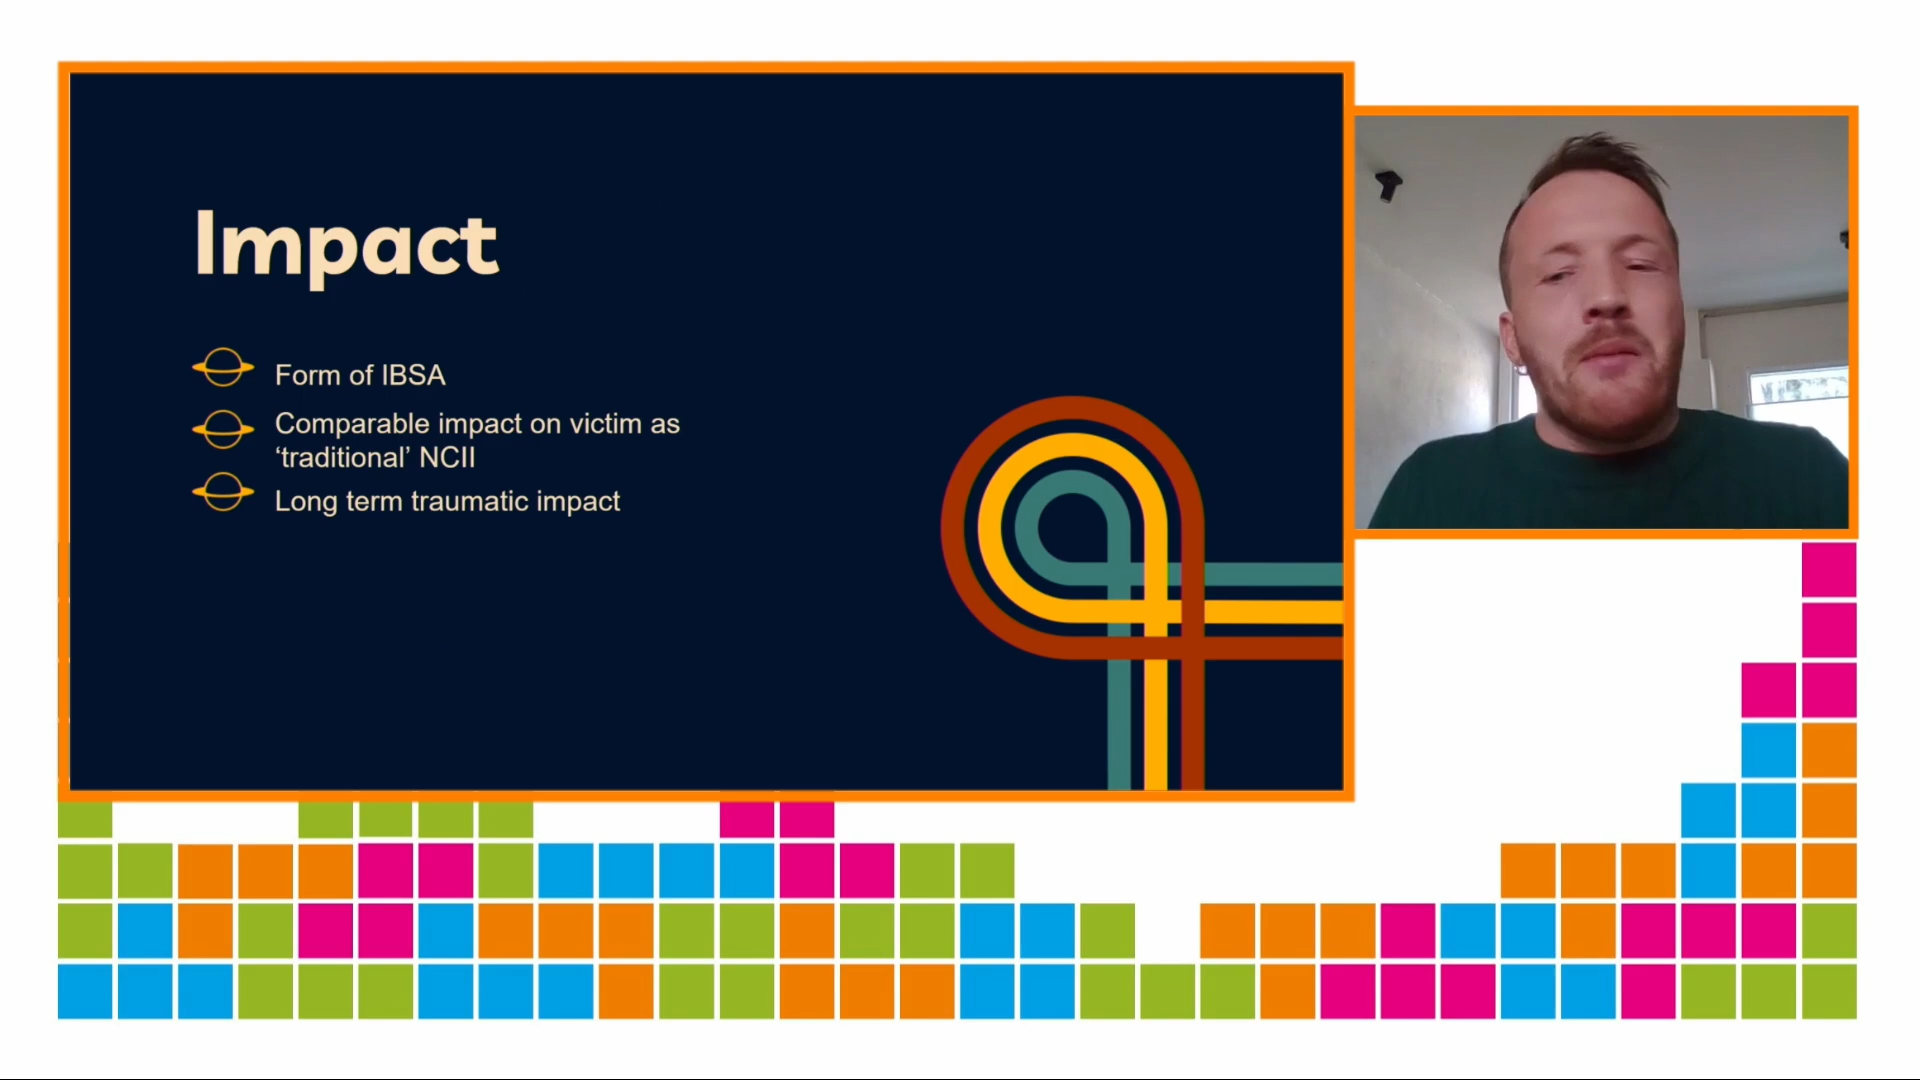 Impact
Form of IBSA
Comparable impact on victim as
‘traditional’ NCII
Long term traumatic impact